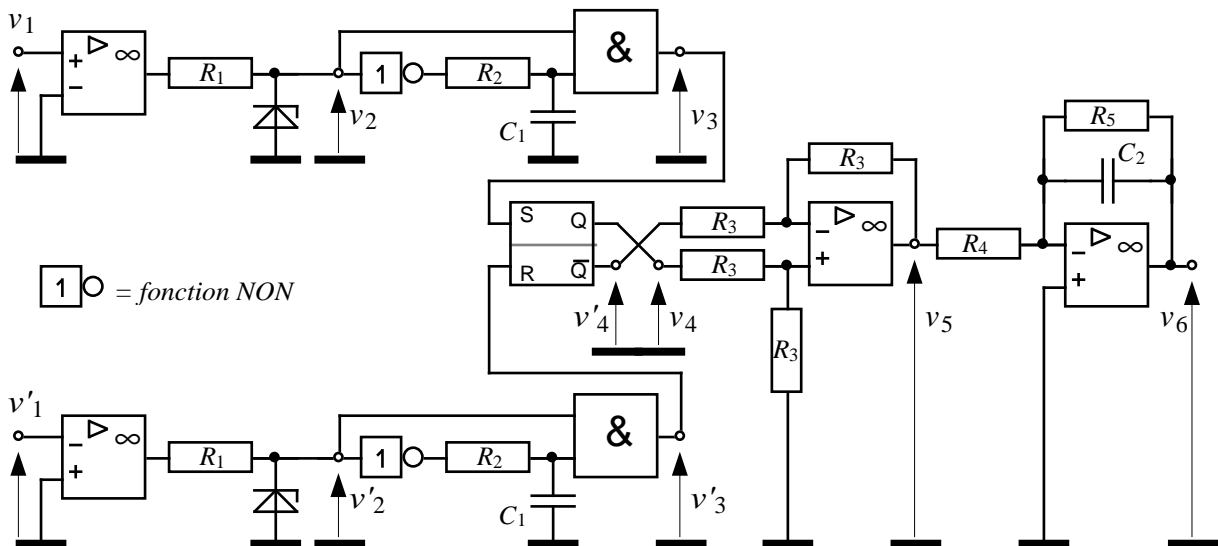 v1
+
−
∞
R1
v2
1
R2
C1
&
v3
R5
C2
S
Q
R
Q̅
R3
R3
R3
R3
−
+
∞
R4
−
+
∞
v'4
v4
v5
v6
1 = fonction NON
v'1
−
+
∞
R1
v'2
1
R2
C1
&
v'3